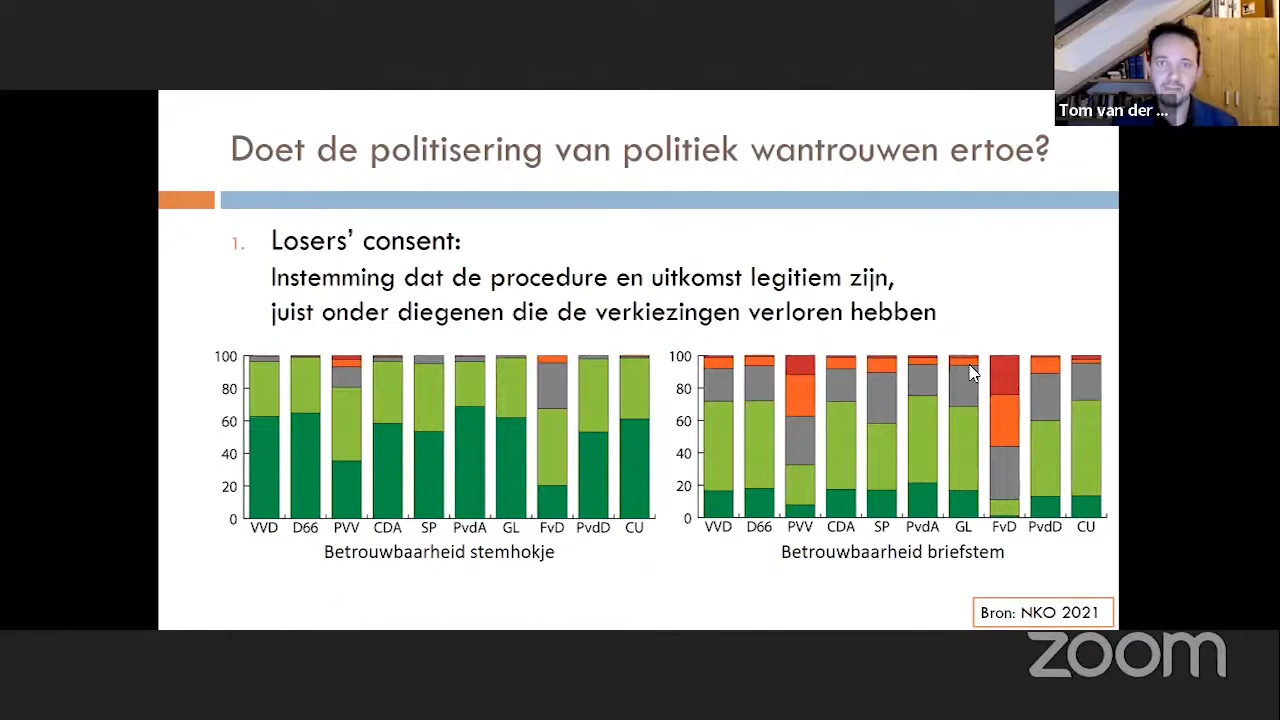 Tom van der ...
Doet de politisering van politiek wantrouwen ertoe?
1. Losers' consent:
Instemming dat de procedure en uitkomst legitiem zijn,
juist onder diegenen die de verkiezingen verloren hebben
100
80
60
40
20
0
VVD D66 PVV CDA SP PvdA GL FvD PvdD CU
Betrouwbaarheid stemhokje
100
80
60
40
20
0
VVD D66 PVV CDA SP PvdA GL FvD PvdD CU
Betrouwbaarheid briefstem
Bron: NKO 2021
zoom